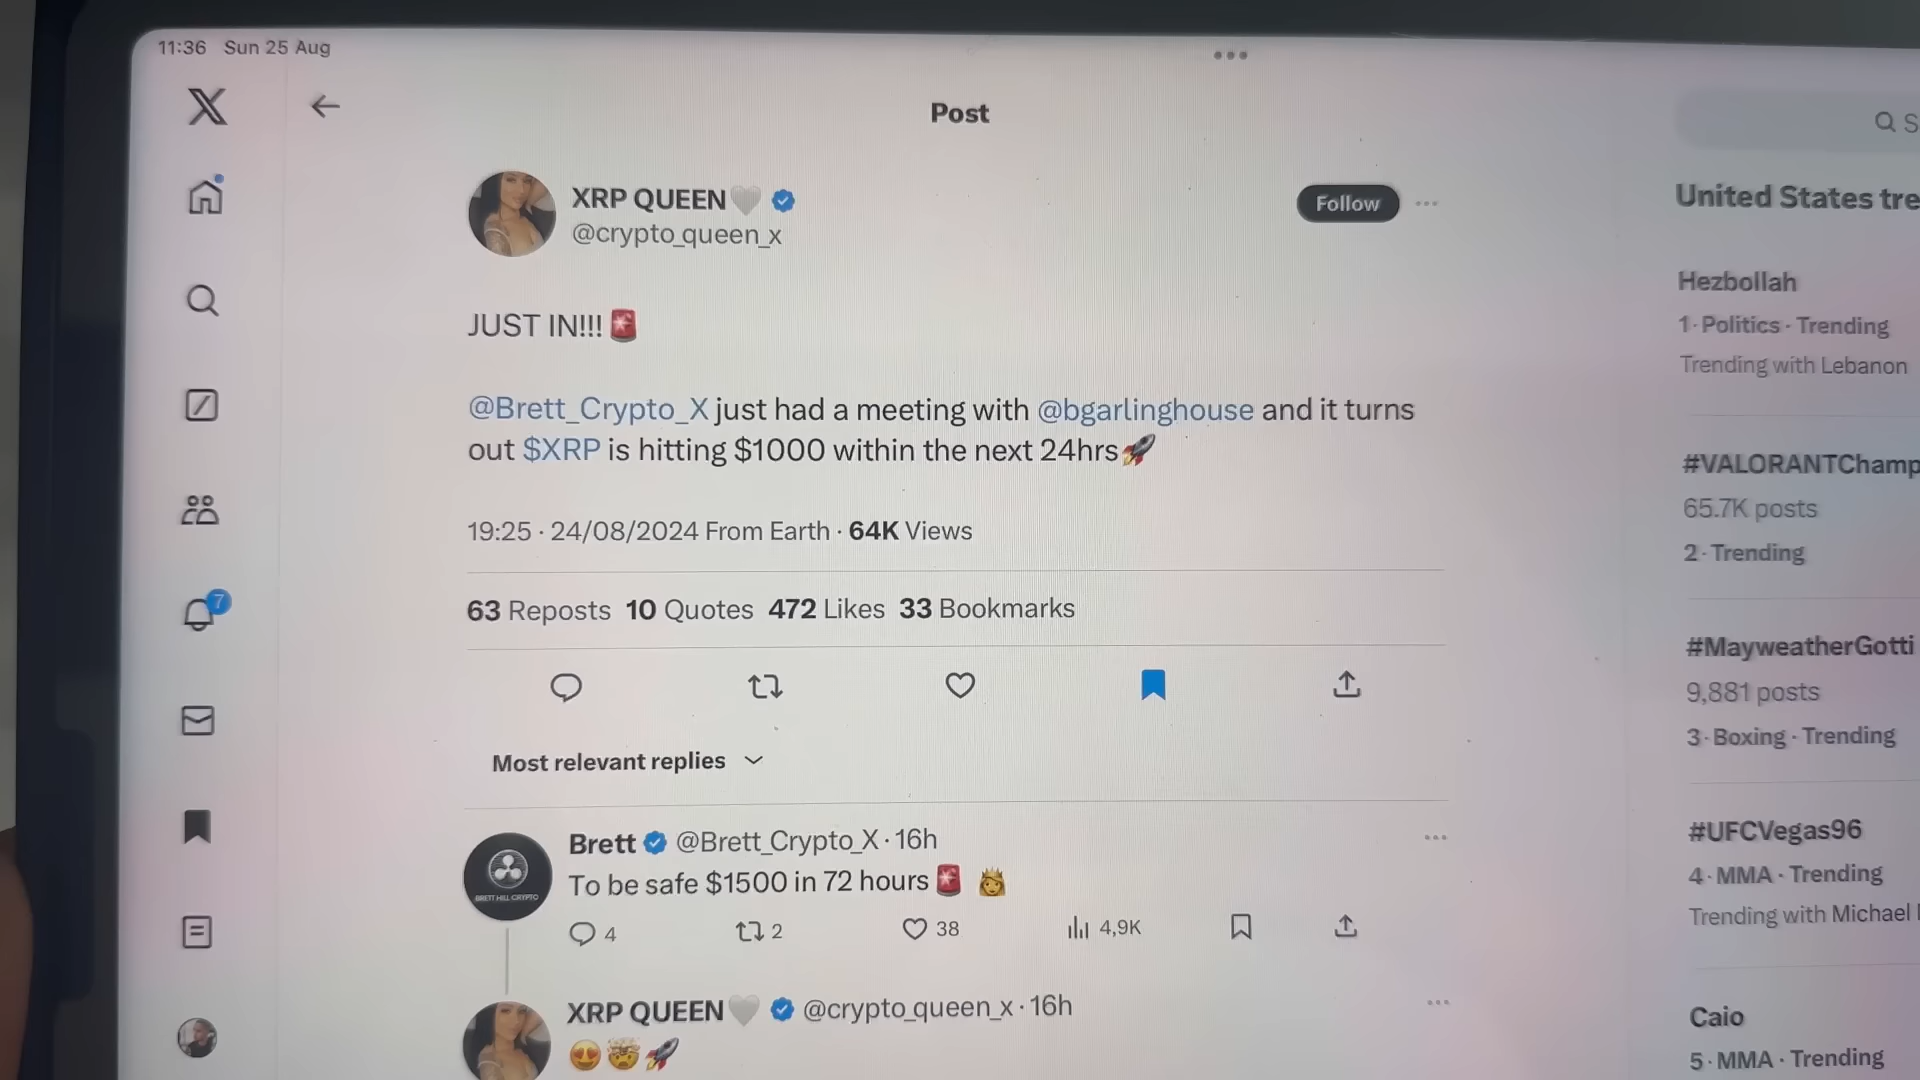 11:36 Sun 25 Aug
Post
S
XRP QUEEN🤍
@crypto_queen_x
Follow
JUST IN!!!🚨
@Brett_Crypto_X just had a meeting with @bgarlinghouse and it turns
out $XRP is hitting $1000 within the next 24hrs🚀
19:25 · 24/08/2024 From Earth · 64K Views
63 Reposts 10 Quotes 472 Likes 33 Bookmarks
7
Most relevant replies
Brett @Brett_Crypto_X · 16h
To be safe $1500 in 72 hours🚨 👸
BRETT HILL CRYPTO
4 2 38 4,9K
XRP QUEEN🤍 @crypto_queen_x · 16h
😍🤯🚀
United States tre
Hezbollah
1 · Politics · Trending
Trending with Lebanon
#VALORANTChamp
65.7K posts
2 · Trending
#MayweatherGotti
9,881 posts
3 · Boxing · Trending
#UFCVegas96
4 · MMA · Trending
Trending with Michael
Caio
5 · MMA · Trending